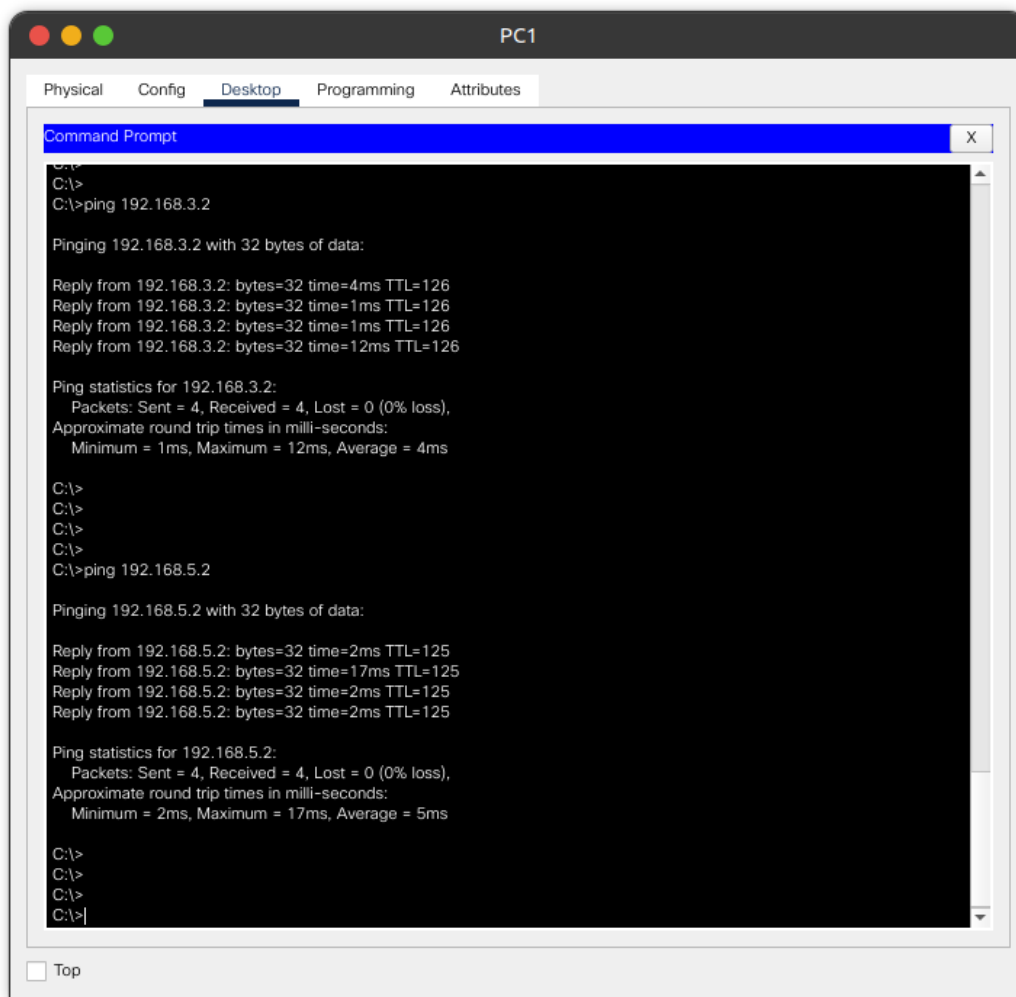 PC1
Physical Config Desktop Programming Attributes
Command Prompt X
C:\>
C:\>ping 192.168.3.2
Pinging 192.168.3.2 with 32 bytes of data:
Reply from 192.168.3.2: bytes=32 time=4ms TTL=126
Reply from 192.168.3.2: bytes=32 time=1ms TTL=126
Reply from 192.168.3.2: bytes=32 time=1ms TTL=126
Reply from 192.168.3.2: bytes=32 time=12ms TTL=126
Ping statistics for 192.168.3.2:
Packets: Sent = 4, Received = 4, Lost = 0 (0% loss),
Approximate round trip times in milli-seconds:
Minimum = 1ms, Maximum = 12ms, Average = 4ms
C:\>
C:\>
C:\>
C:\>
C:\>ping 192.168.5.2
Pinging 192.168.5.2 with 32 bytes of data:
Reply from 192.168.5.2: bytes=32 time=2ms TTL=125
Reply from 192.168.5.2: bytes=32 time=17ms TTL=125
Reply from 192.168.5.2: bytes=32 time=2ms TTL=125
Reply from 192.168.5.2: bytes=32 time=2ms TTL=125
Ping statistics for 192.168.5.2:
Packets: Sent = 4, Received = 4, Lost = 0 (0% loss),
Approximate round trip times in milli-seconds:
Minimum = 2ms, Maximum = 17ms, Average = 5ms
C:\>
C:\>
C:\>
C:\>
Top